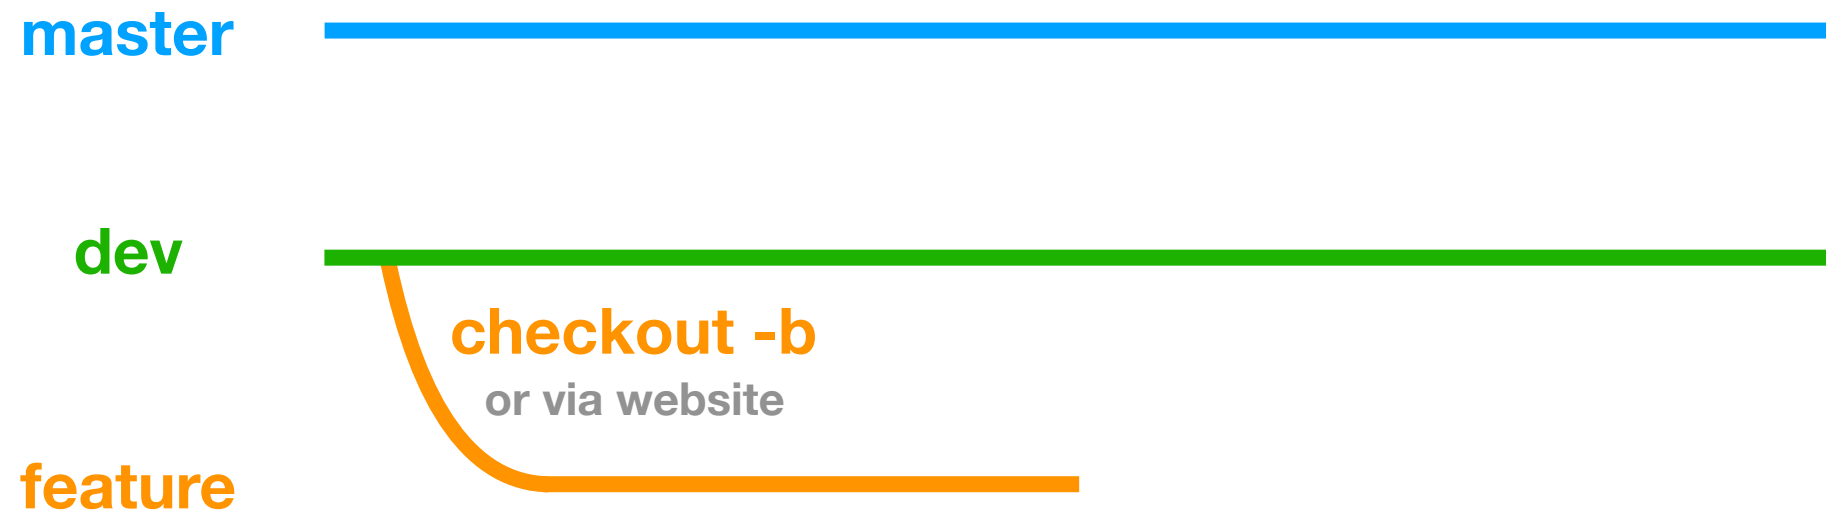 master
dev
checkout -b
or via website
feature